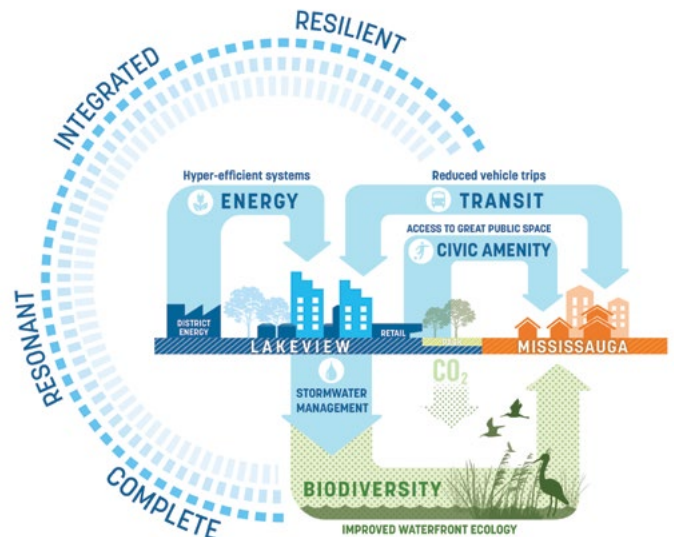 RESILIENT
INTEGRATED
RESONANT
COMPLETE
Hyper-efficient systems
ENERGY
Reduced vehicle trips
TRANSIT
ACCESS TO GREAT PUBLIC SPACE
CIVIC AMENITY
DISTRICT
ENERGY
RETAIL
LAKEVIEW
MISSISSAUGA
CO₂
STORMWATER
MANAGEMENT
BIODIVERSITY
IMPROVED WATERFRONT ECOLOGY